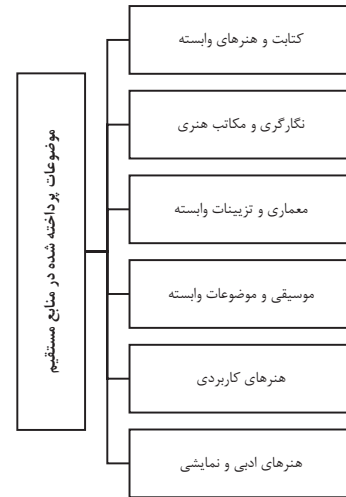 موضوعات پرداخته شده در منابع مستقیم
کتابت و هنرهای وابسته
نگارگری و مکاتب هنری
معماری و تزیینات وابسته
موسیقی و موضوعات وابسته
هنرهای کاربردی
هنرهای ادبی و نمایشی